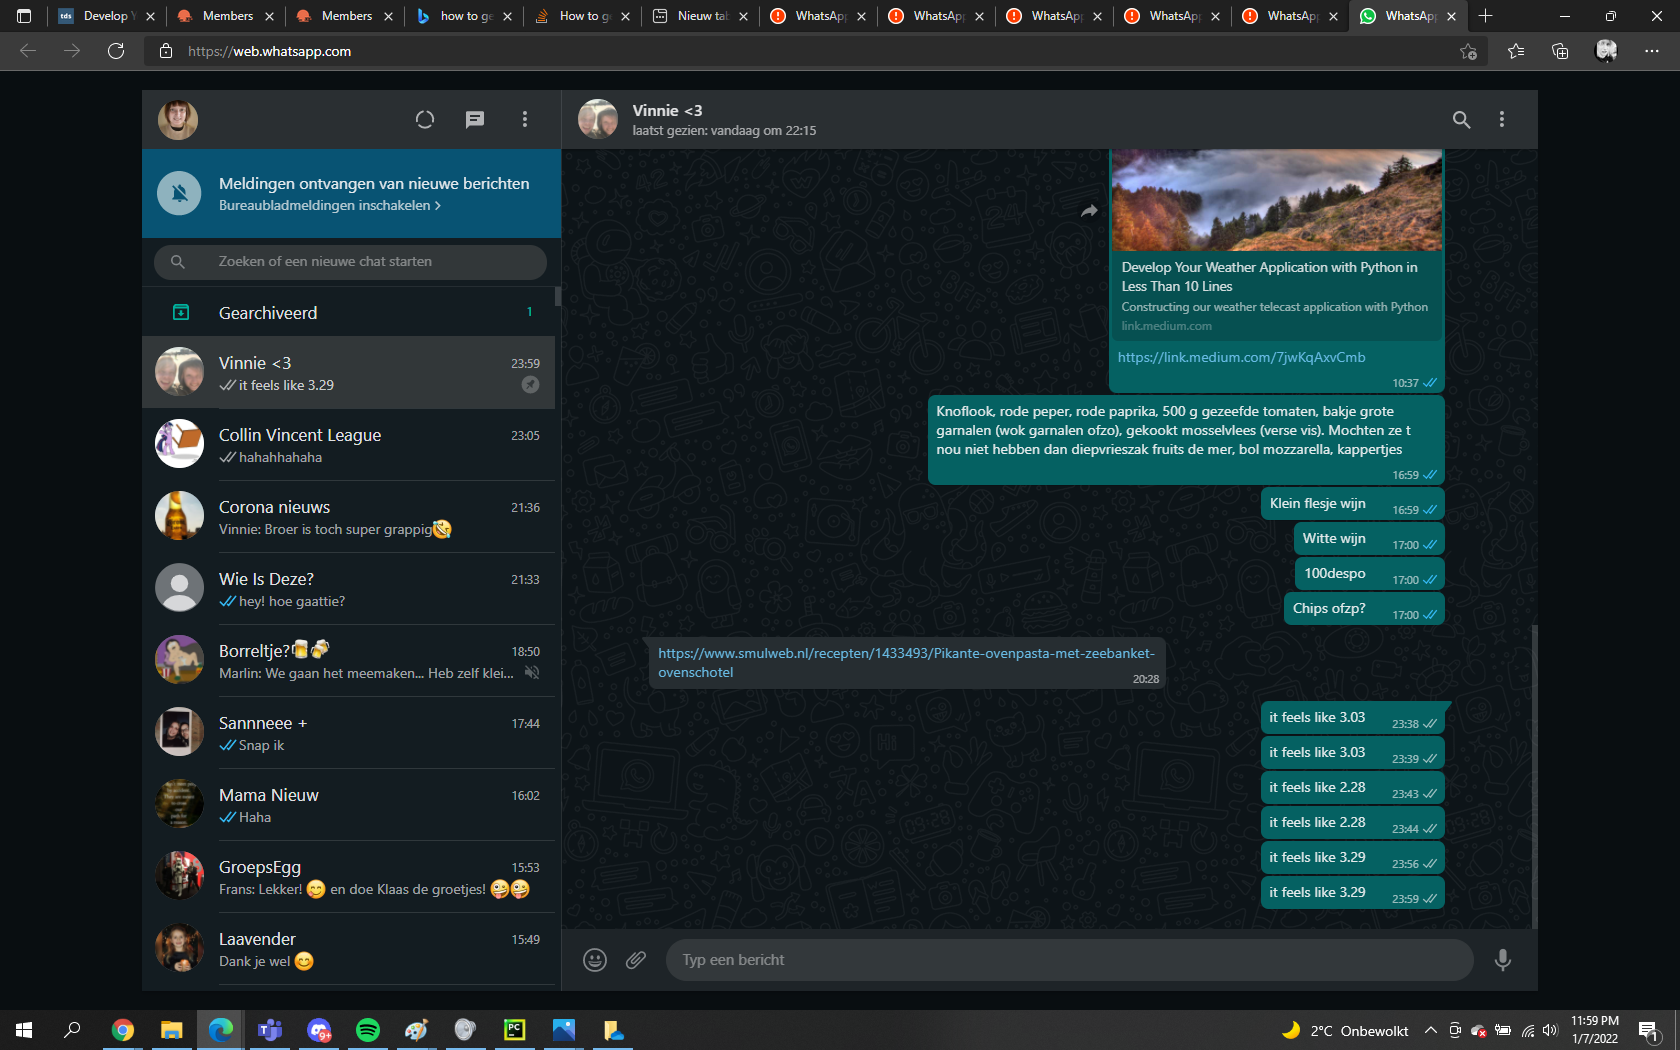 Develop Y
Members
Members
how to ge
How to g
Nieuw tab
WhatsApp
WhatsApp
WhatsApp
WhatsApp
WhatsApp
WhatsApp
https://web.whatsapp.com
Meldingen ontvangen van nieuwe berichten
Bureaubladmeldingen inschakelen >
Zoeken of een nieuwe chat starten
Gearchiveerd
1
Vinnie <3
23:59
it feels like 3.29
Collin Vincent League
23:05
hahahhahaha
Corona nieuws
21:36
Vinnie: Broer is toch super grappig🤣
Wie Is Deze?
21:33
hey! hoe gaattie?
Borreltje?🍺🍻
18:50
Marlin: We gaan het meemaken... Heb zelf klei...
Sannneee +
17:44
Snap ik
Mama Nieuw
16:02
Haha
GroepsEgg
15:53
Frans: Lekker! 😋 en doe Klaas de groetjes! 🤪🤪
Laavender
15:49
Dank je wel 😊
Vinnie <3
laatst gezien: vandaag om 22:15
Develop Your Weather Application with Python in
Less Than 10 Lines
Constructing our weather telecast application with Python
link.medium.com
https://link.medium.com/7jwKqAxvCmb
10:37
Knoflook, rode peper, rode paprika, 500 g gezeefde tomaten, bakje grote
garnalen (wok garnalen ofzo), gekookt mosselvlees (verse vis). Mochten ze t
nou niet hebben dan diepvrieszak fruits de mer, bol mozzarella, kappertjes
16:59
Klein flesje wijn
16:59
Witte wijn
17:00
100despo
17:00
Chips ofzp?
17:00
https://www.smulweb.nl/recepten/1433493/Pikante-ovenpasta-met-zeebanket-
ovenschotel
20:28
it feels like 3.03
23:38
it feels like 3.03
23:39
it feels like 2.28
23:43
it feels like 2.28
23:44
it feels like 3.29
23:56
it feels like 3.29
23:59
Typ een bericht
2°C Onbewolkt
11:59 PM
1/7/2022
1